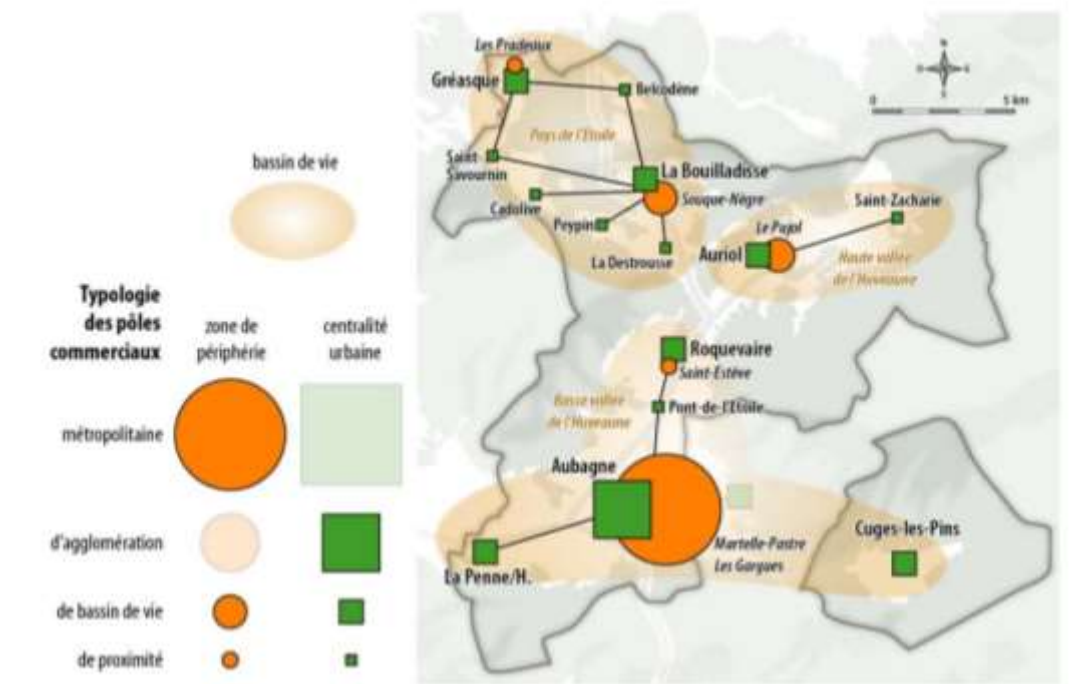 bassin de vie
Typologie
des pôles
commerciaux
zone de
périphérie
centralité
urbaine
métropolitaine
d'agglomération
de bassin de vie
de proximité
Les Pradeaux
Gréasque
Belcodène
Pays de l'Etoile
Saint-
Savournin
La Bouilladisse
Souque-Nègre
Cadolive
Peypin
La Destrousse
N
0
5 km
Saint-Zacharie
Le Pujol
Auriol
Haute vallée
de l'Huveaune
Roquevaire
Saint-Estève
Basse vallée
de l'Huveaune
Pont-de-l'Etoile
Aubagne
La Penne/H.
Martelle-Pastre
Les Gargues
Cuges-les-Pins